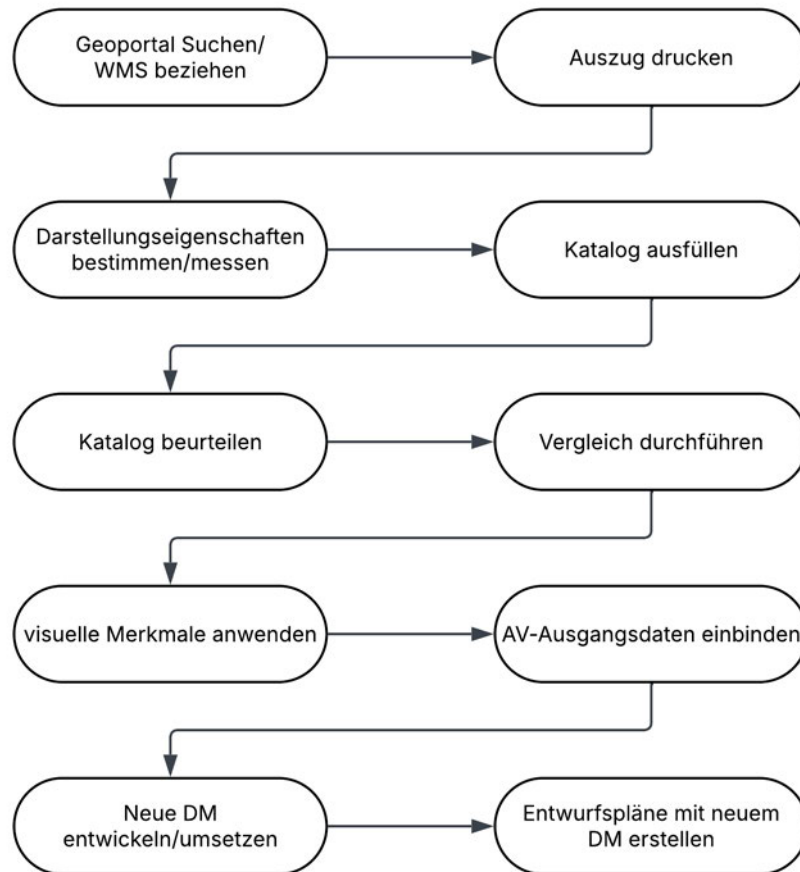 Geoportal Suchen/
WMS beziehen
Auszug drucken
Darstellungseigenschaften
bestimmen/messen
Katalog ausfüllen
Katalog beurteilen
Vergleich durchführen
visuelle Merkmale anwenden
AV-Ausgangsdaten einbinden
Neue DM
entwickeln/umsetzen
Entwurfspläne mit neuem
DM erstellen